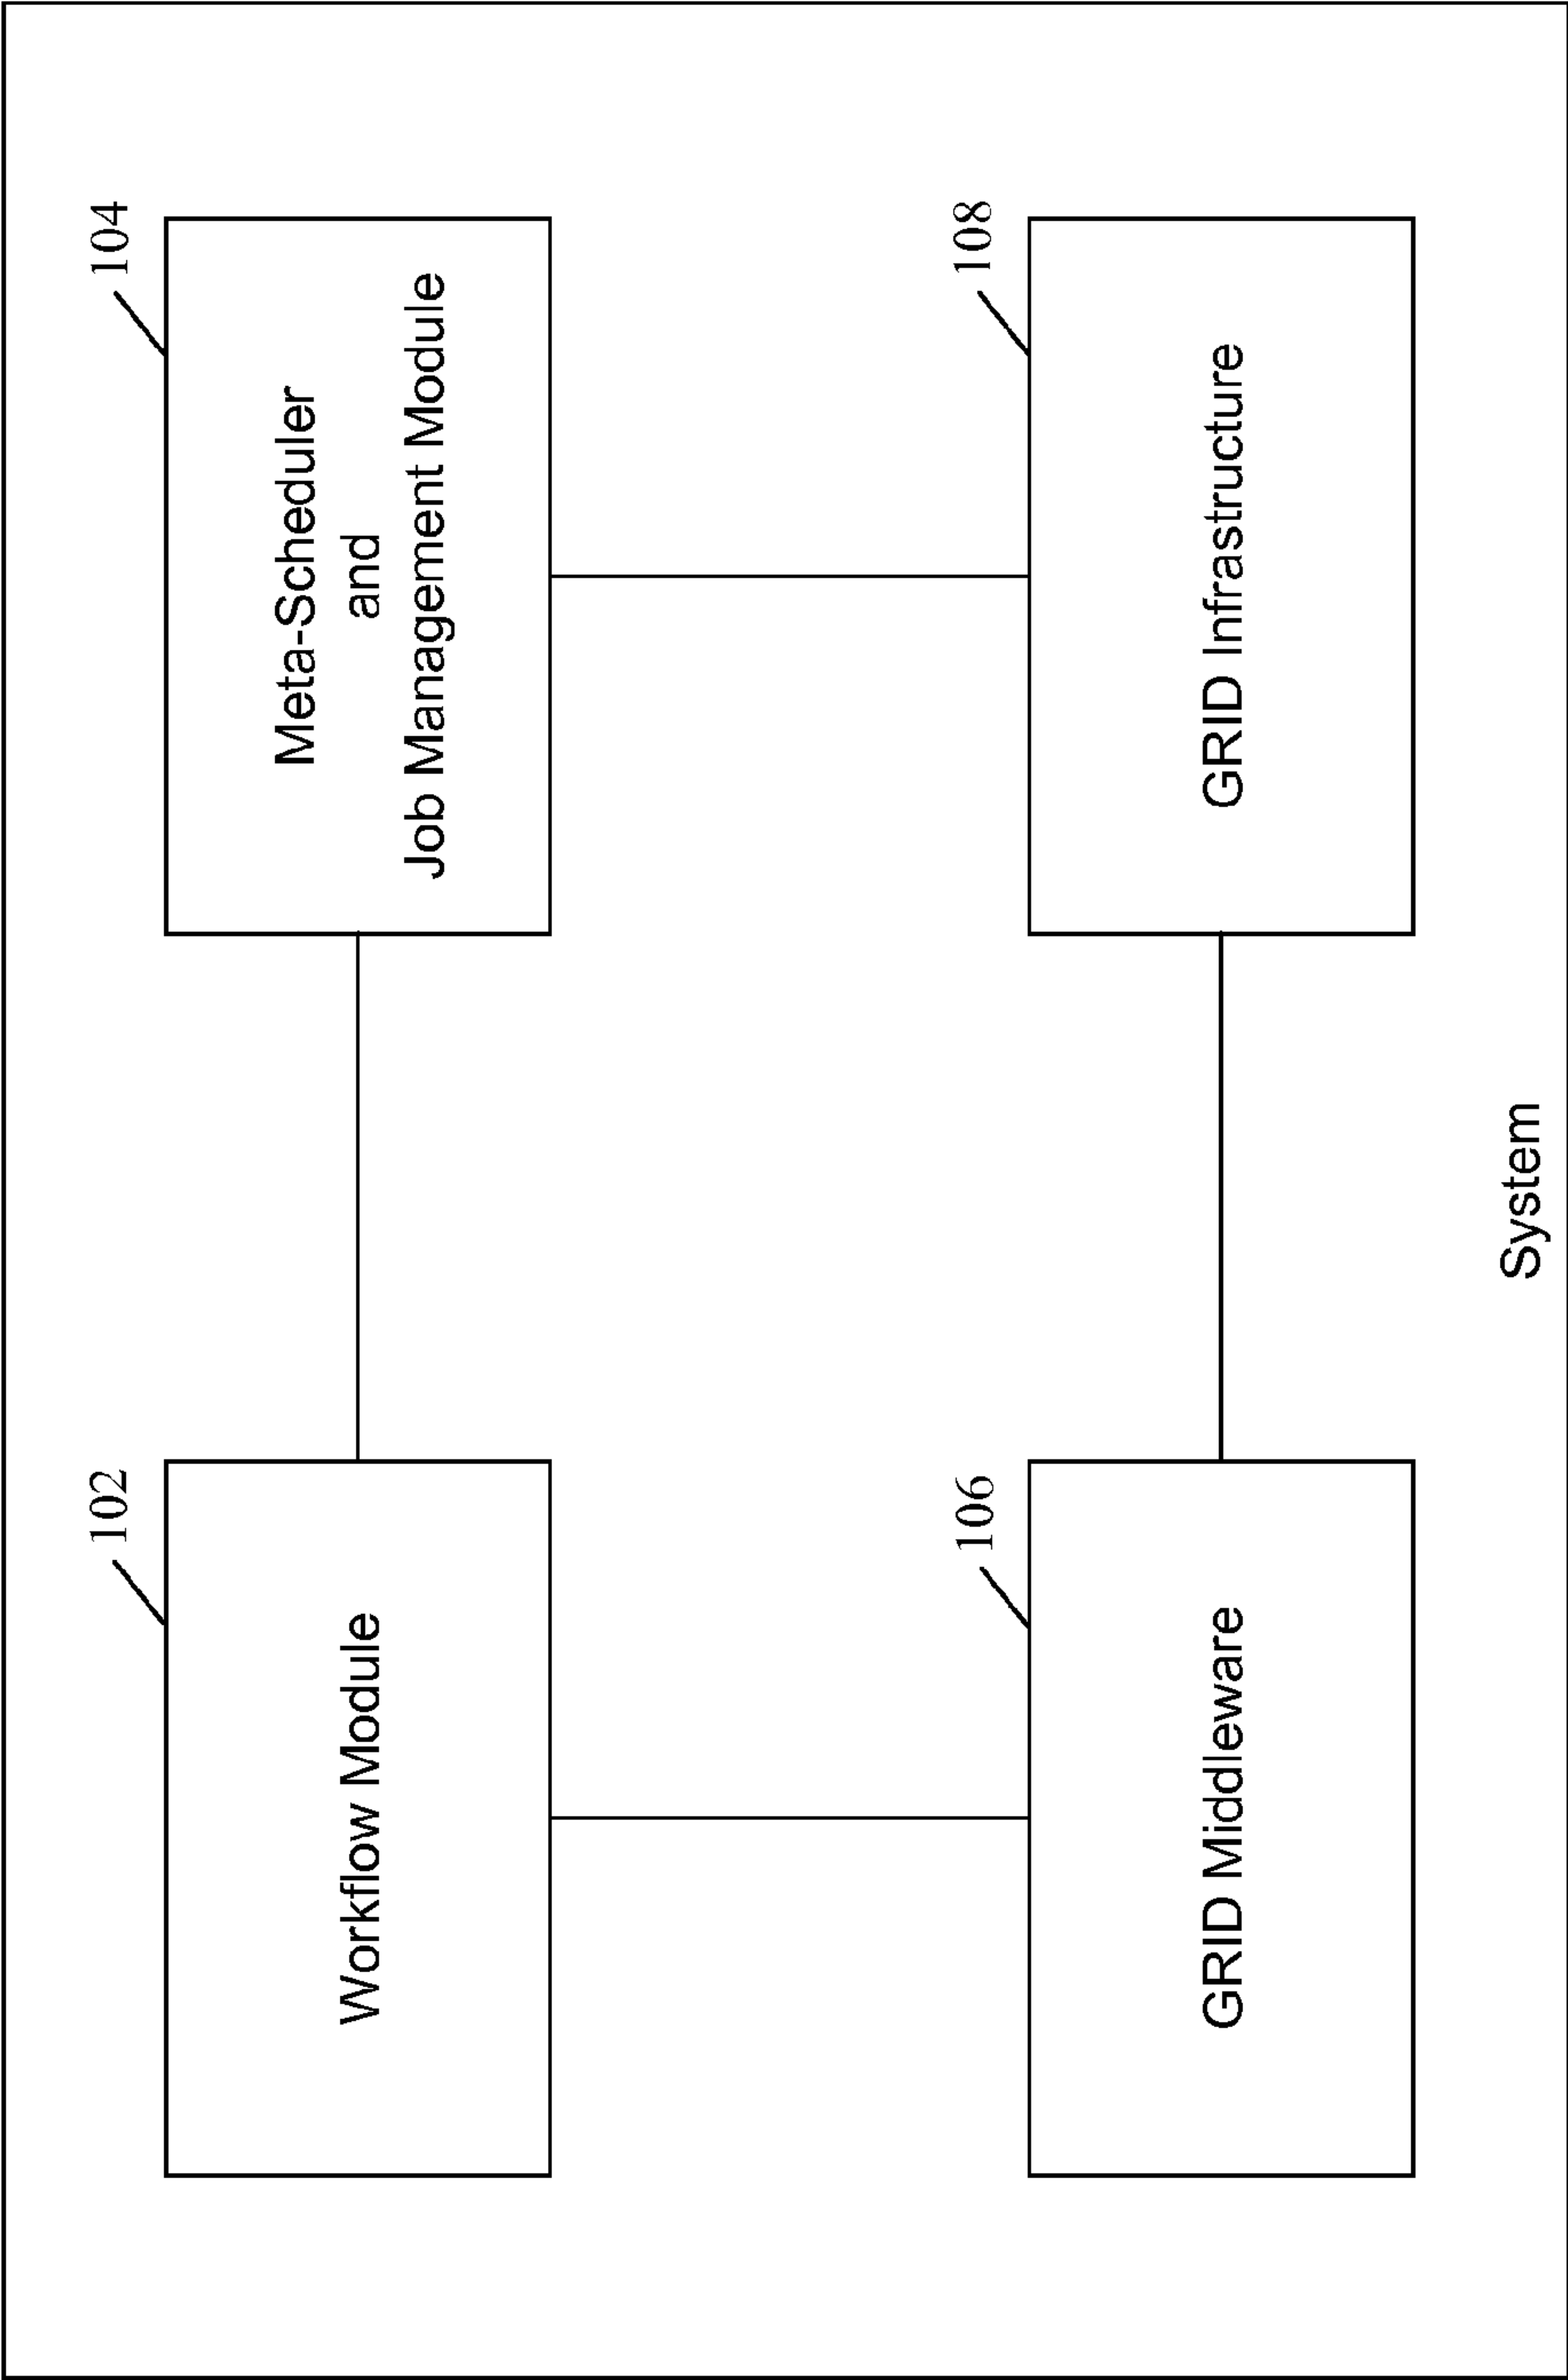 102
Workflow Module
104
Meta-Scheduler
and
Job Management Module
106
GRID Middleware
108
GRID Infrastructure
System